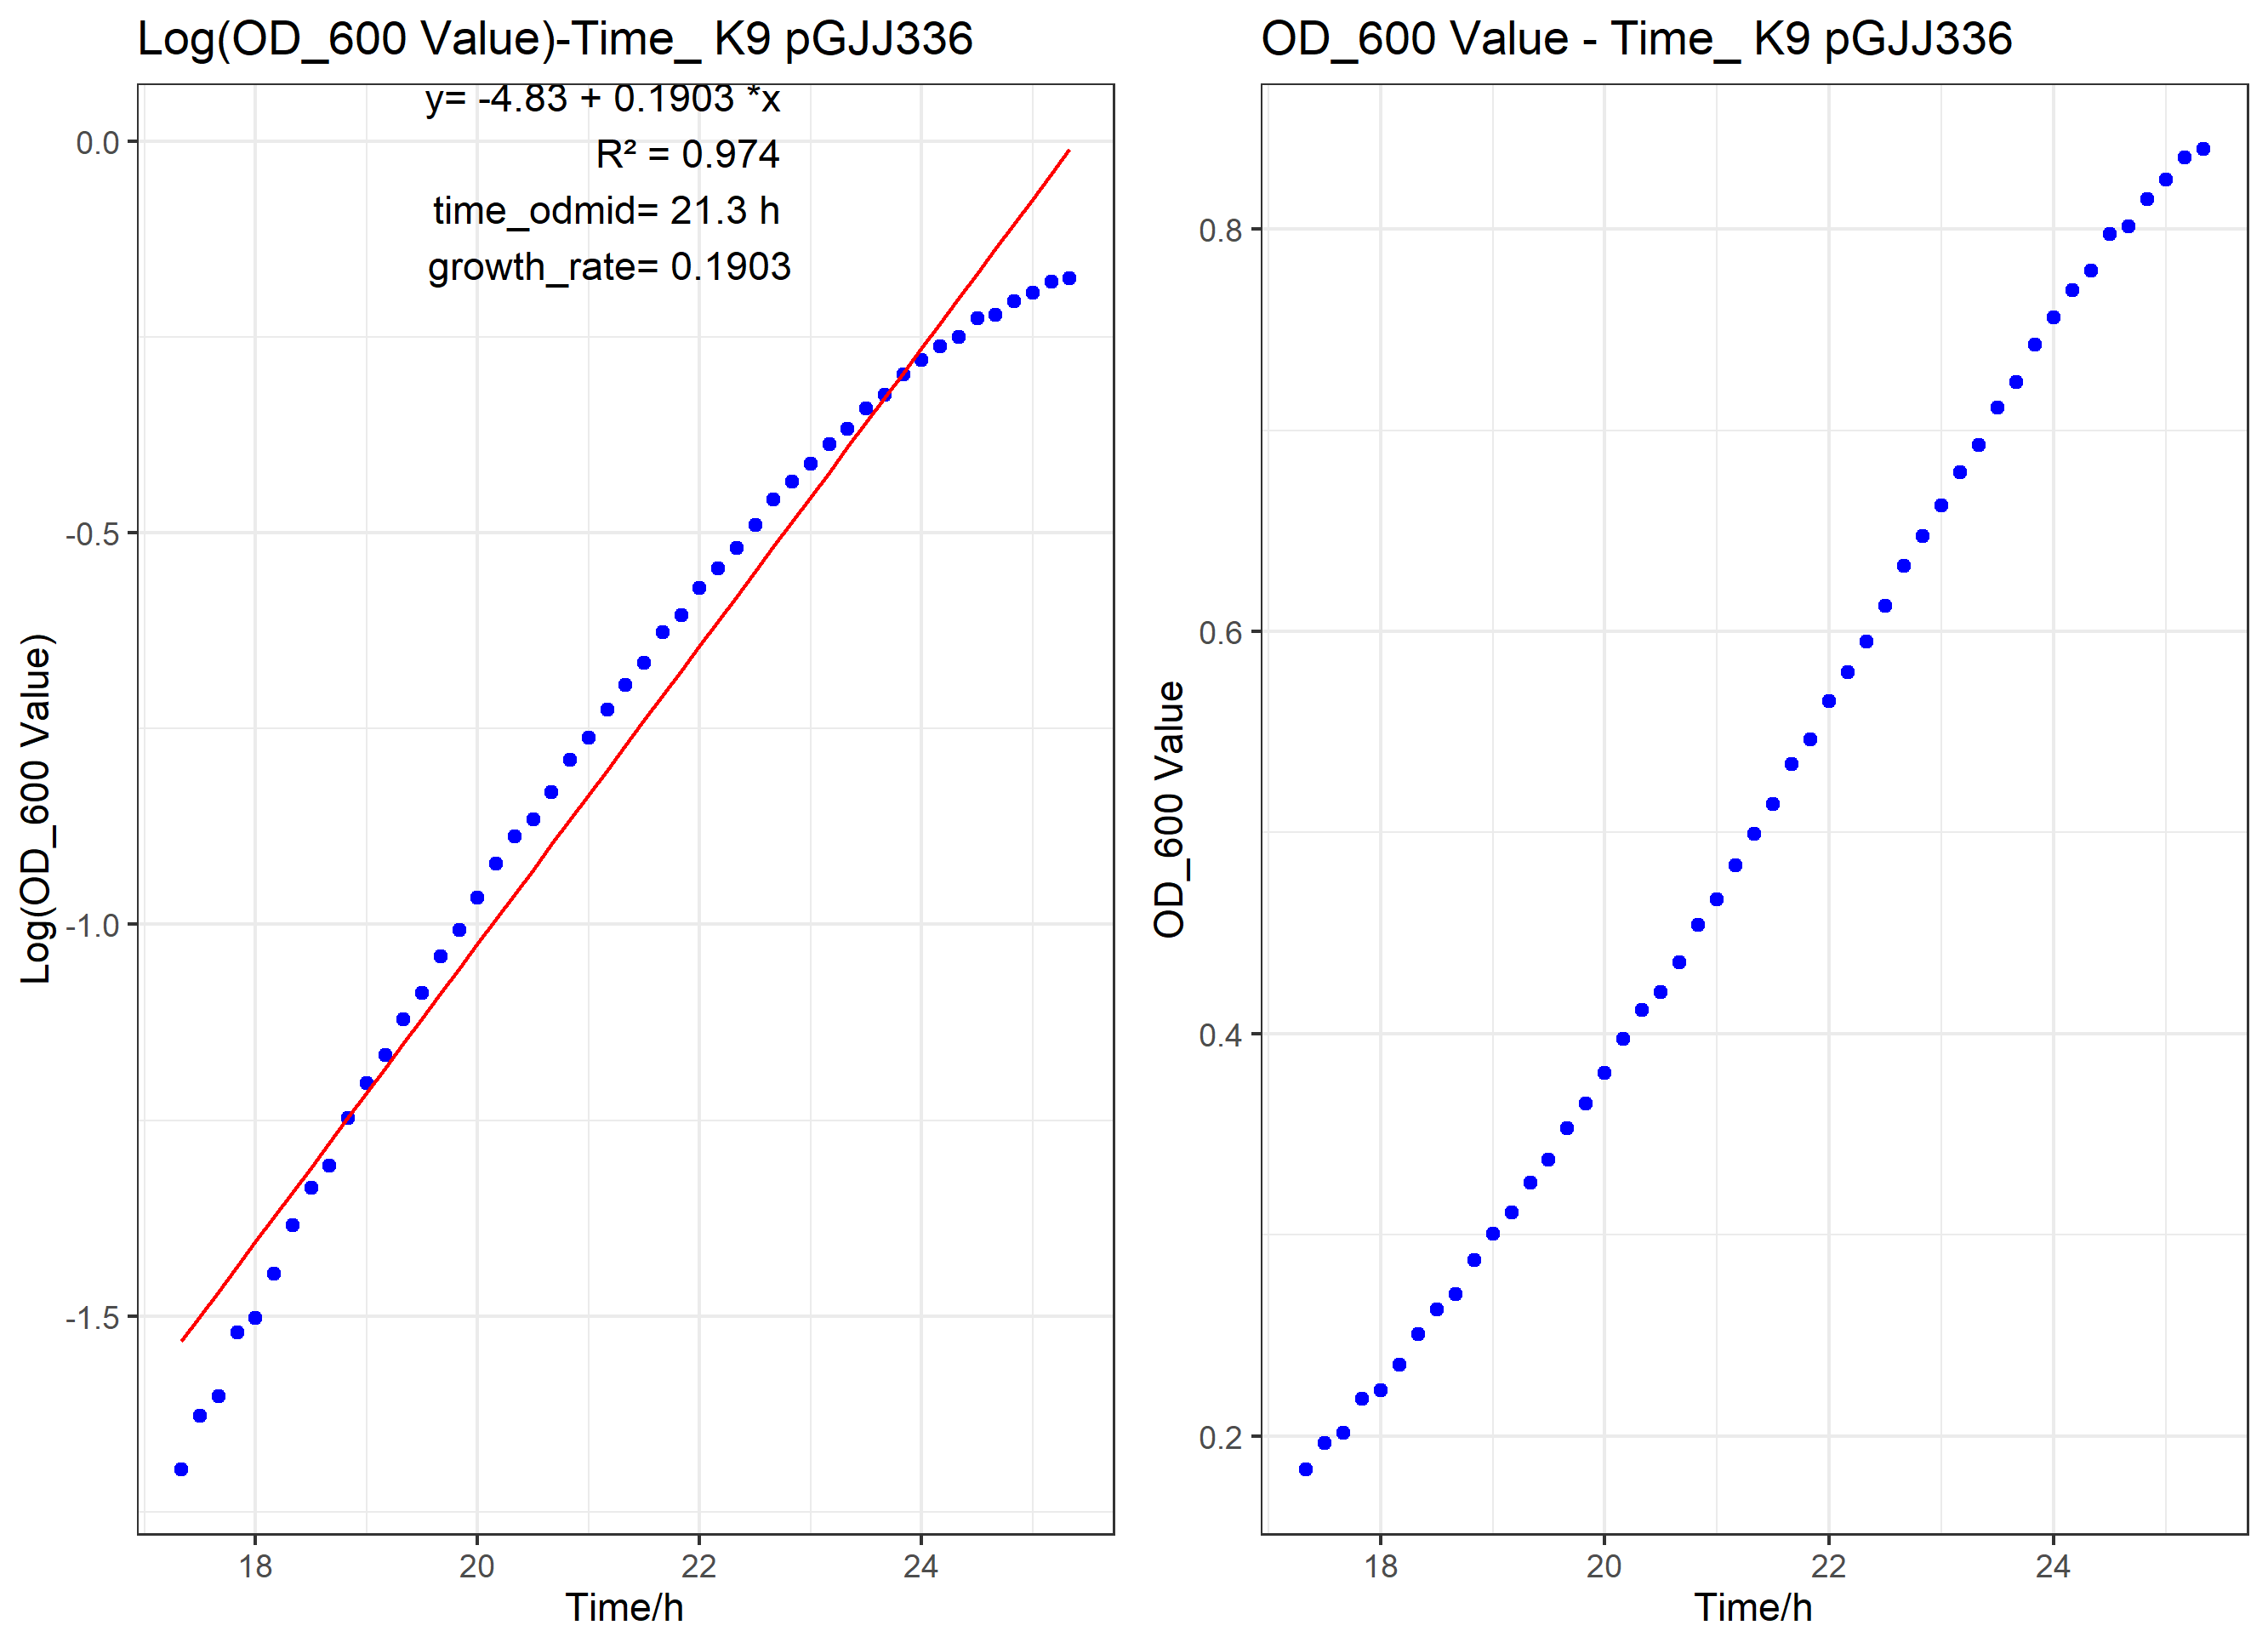 Log(OD_600 Value)-Time_ K9 pGJJ336
y= -4.83 + 0.1903 *x
R² = 0.974
time_odmid= 21.3 h
growth_rate= 0.1903
0.0
-0.5
-1.0
-1.5
Log(OD_600 Value)
18 20 22 24
Time/h
OD_600 Value - Time_ K9 pGJJ336
0.8
0.6
0.4
0.2
OD_600 Value
18 20 22 24
Time/h